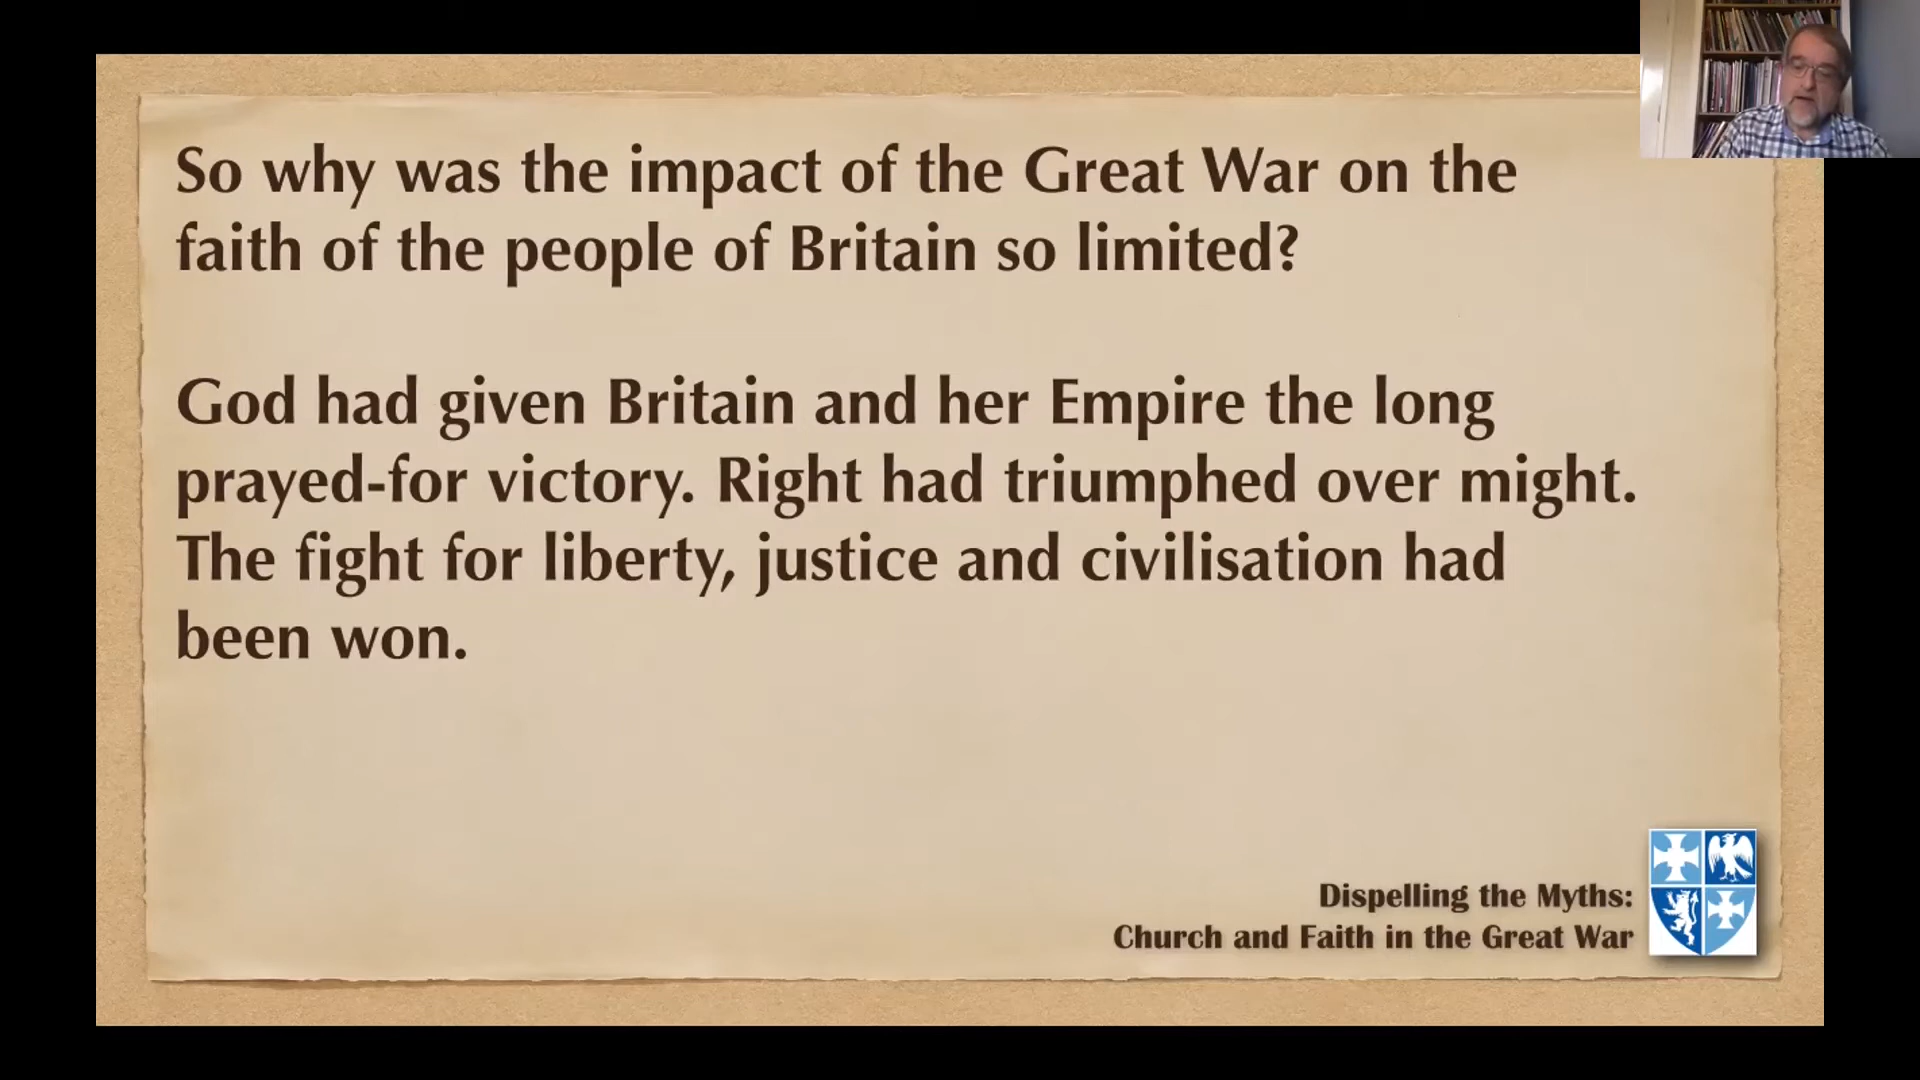 So why was the impact of the Great War on the
faith of the people of Britain so limited?
God had given Britain and her Empire the long
prayed-for victory. Right had triumphed over might.
The fight for liberty, justice and civilisation had
been won.
Dispelling the Myths:
Church and Faith in the Great War